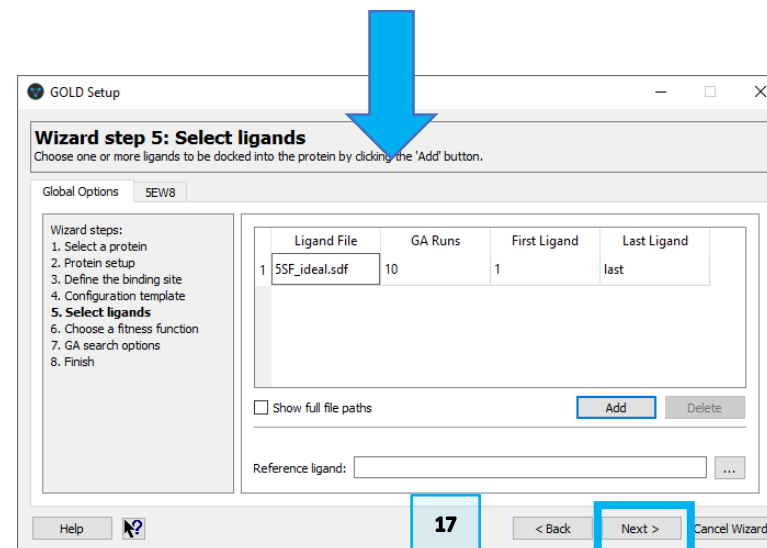 GOLD Setup
Wizard step 5: Select ligands
Choose one or more ligands to be docked into the protein by clicking the 'Add' button.
Global Options 5EW8
Wizard steps:
1. Select a protein
2. Protein setup
3. Define the binding site
4. Configuration template
5. Select ligands
6. Choose a fitness function
7. GA search options
8. Finish
Ligand File GA Runs First Ligand Last Ligand
1 5SF_ideal.sdf 10 1 last
Show full file paths Add Delete
Reference ligand: ...
Help 17 < Back Next > Cancel Wizard